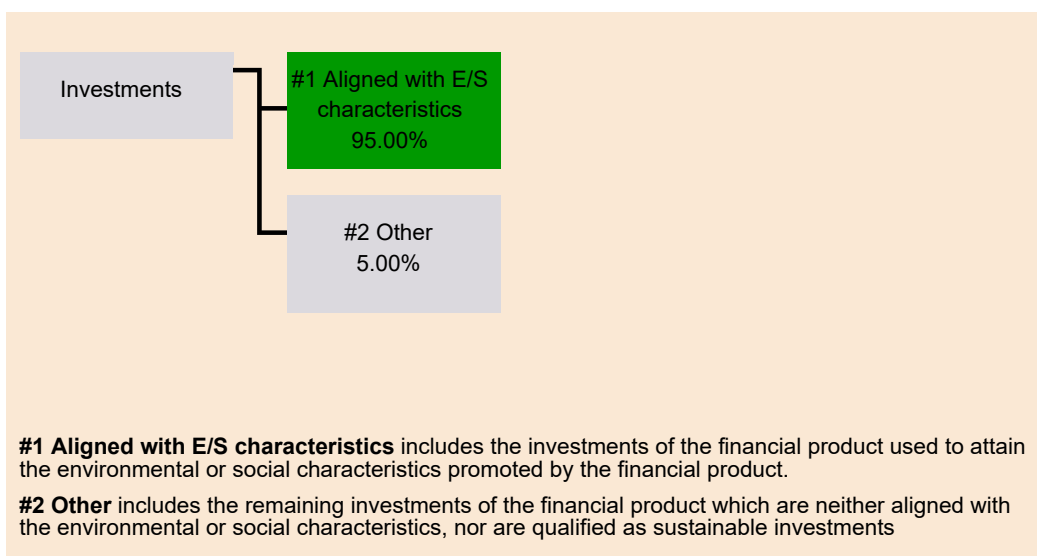 Investments
#1 Aligned with E/S
characteristics
95.00%
#2 Other
5.00%
#1 Aligned with E/S characteristics includes the investments of the financial product used to attain
the environmental or social characteristics promoted by the financial product.
#2 Other includes the remaining investments of the financial product which are neither aligned with
the environmental or social characteristics, nor are qualified as sustainable investments